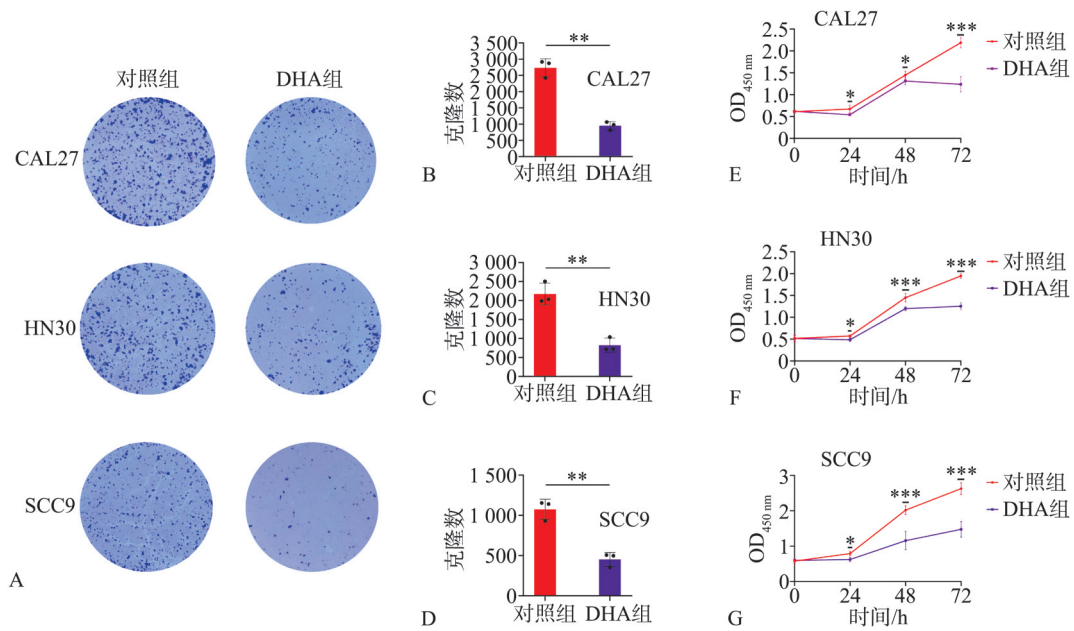 对照组 DHA组
CAL27
HN30
SCC9
A
3 500
3 000
2 500
2 000
1 500
1 000
500
0
克隆数
**
CAL27
对照组 DHA组
B
3 000
2 500
2 000
1 500
1 000
500
0
克隆数
**
HN30
对照组 DHA组
C
1 500
1 000
500
0
克隆数
**
SCC9
对照组 DHA组
D
CAL27
2.5
2.0
1.5
1.0
0.5
0
OD450 nm
* * ***
对照组
DHA组
0 24 48 72
时间/h
E
HN30
2.5
2.0
1.5
1.0
0.5
0
OD450 nm
* *** ***
对照组
DHA组
0 24 48 72
时间/h
F
SCC9
3
2
1
0
OD450 nm
* *** ***
对照组
DHA组
0 24 48 72
时间/h
G